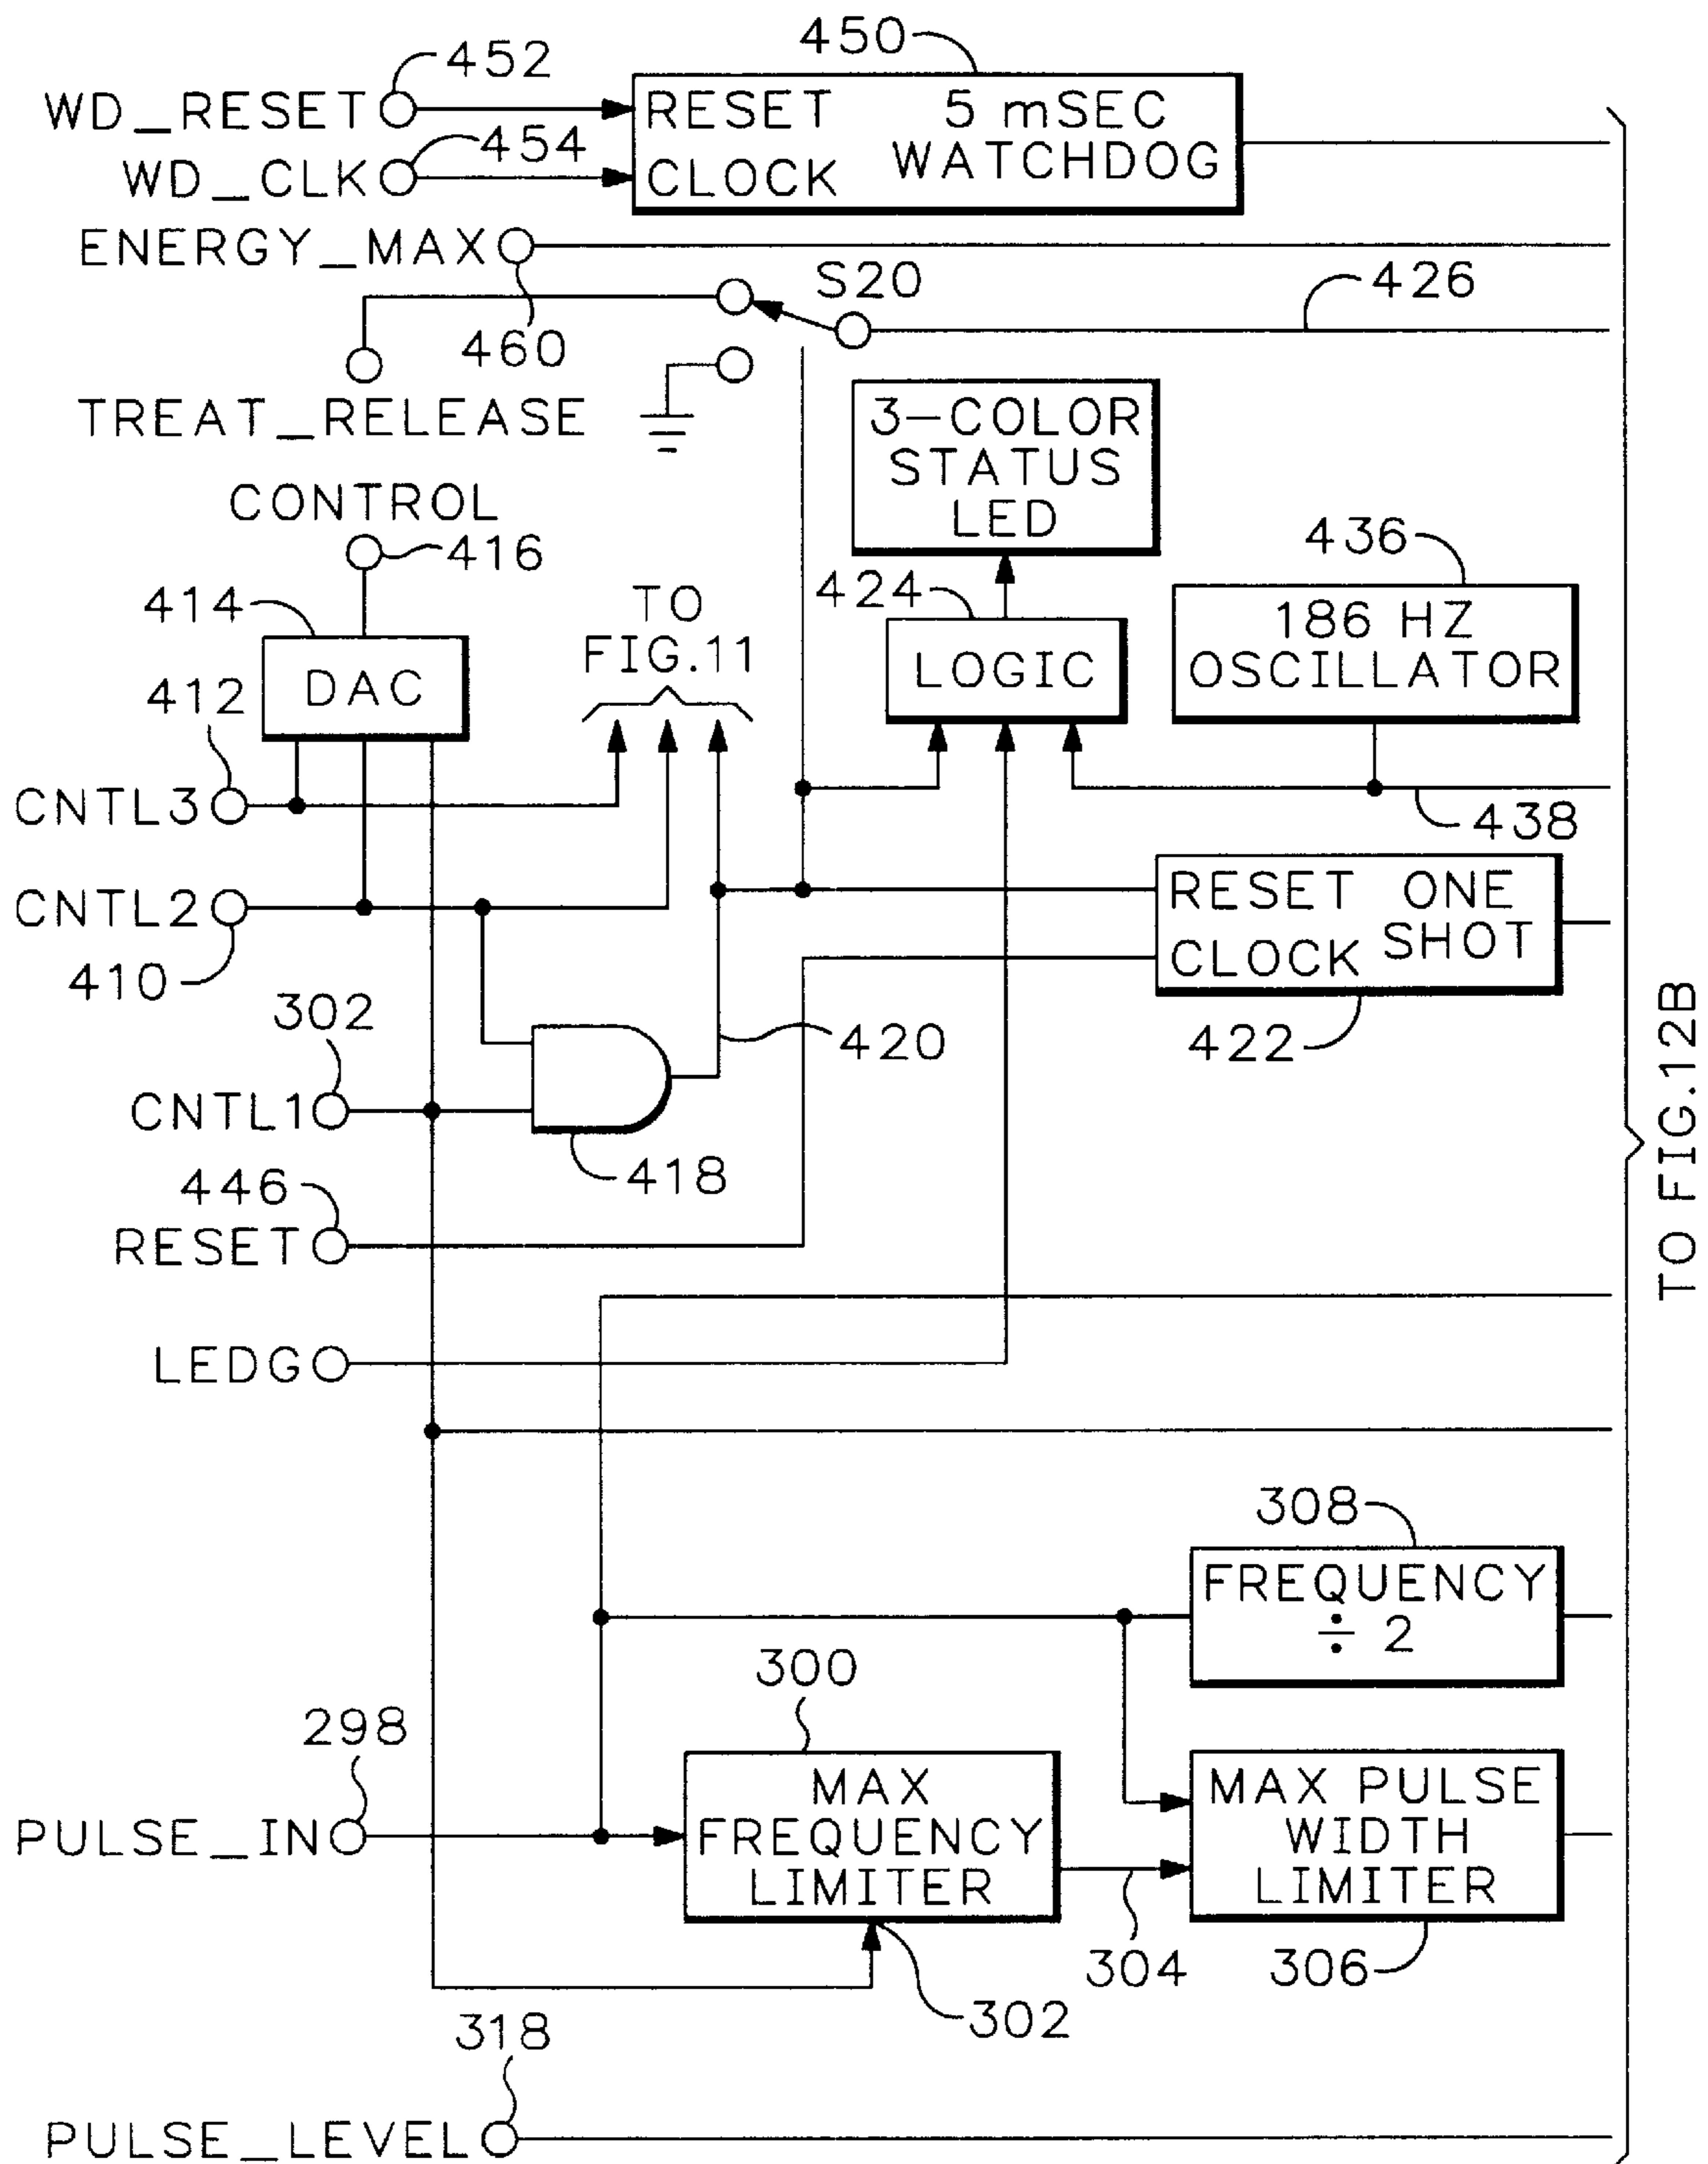 450
452
WD_RESET
RESET 5 mSEC
WATCHDOG
454
WD_CLK
CLOCK
ENERGY_MAX
S20
426
460
TREAT_RELEASE
3-COLOR
STATUS
LED
CONTROL
416
436
414
TO
FIG.11
424
186 HZ
OSCILLATOR
DAC
LOGIC
412
CNTL3
438
CNTL2
RESET ONE
SHOT
CLOCK
410
302
420
422
CNTL1
418
446
RESET
TO FIG.12B
LEDG
308
FREQUENCY
÷ 2
300
298
MAX
FREQUENCY
LIMITER
MAX PULSE
WIDTH
LIMITER
PULSE_IN
304
306
302
318
PULSE_LEVEL